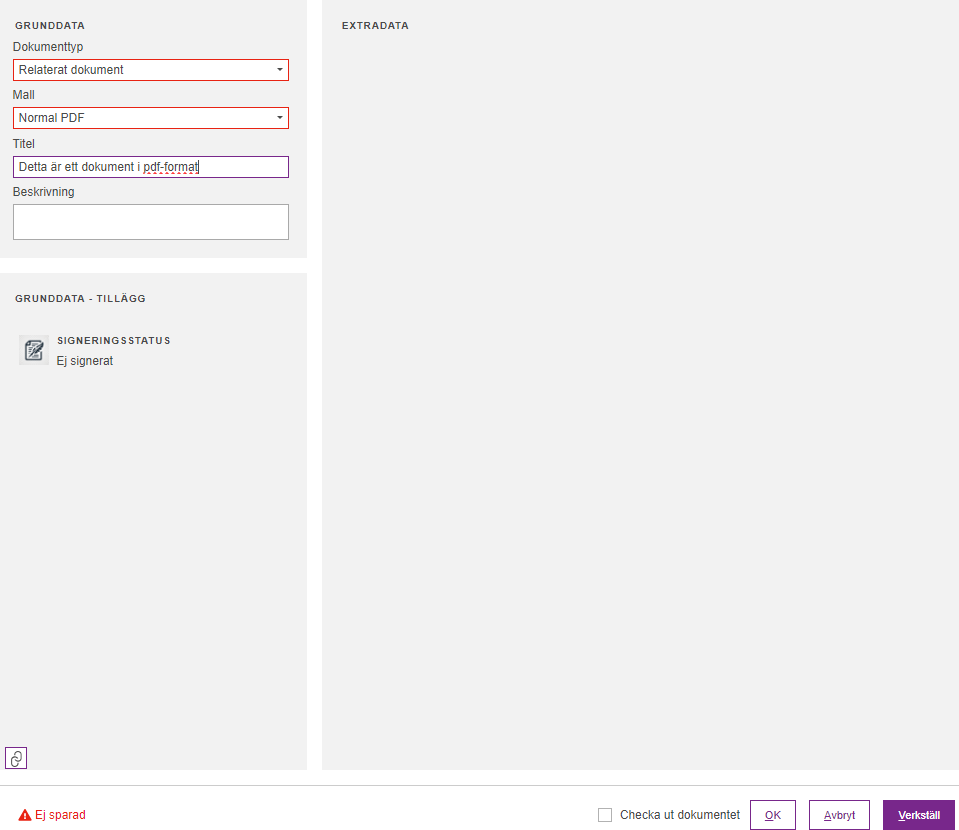 GRUNDDATA
Dokumenttyp
Relaterat dokument
Mall
Normal PDF
Titel
Detta är ett dokument i pdf-format
Beskrivning
GRUNDDATA - TILLÄGG
SIGNERINGSSTATUS
Ej signerat
EXTRADATA
Ej sparad
Checka ut dokumentet
OK
Avbryt
Verkställ